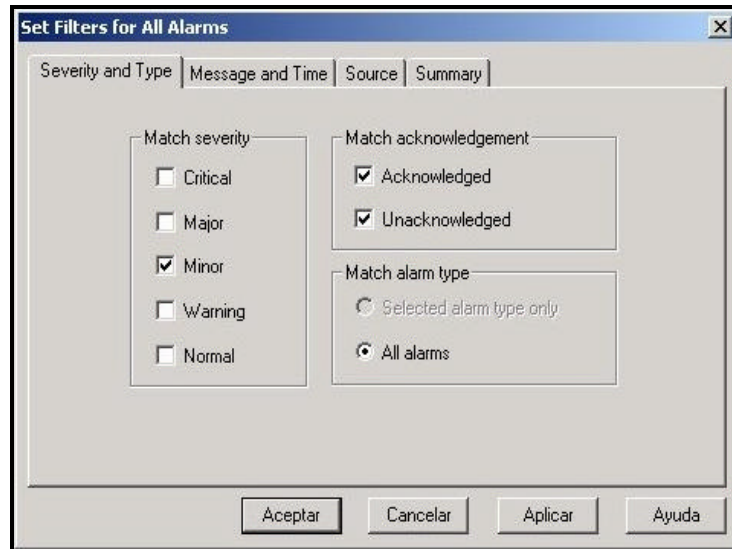 Set Filters for All Alarms
Severity and Type Message and Time Source Summary
Match severity
Critical
Major
Minor
Warning
Normal
Match acknowledgement
Acknowledged
Unacknowledged
Match alarm type
Selected alarm type only
All alarms
Aceptar Cancelar Aplicar Ayuda